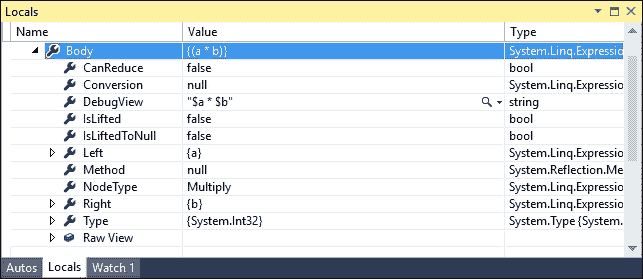 Locals
Name Value Type
Body {(a * b)} System.Linq.Expressio
CanReduce false bool
Conversion null System.Linq.Expressio
DebugView "$a * $b" string
IsLifted false bool
IsLiftedToNull false bool
Left {a} System.Linq.Expressio
Method null System.Reflection.Me
NodeType Multiply System.Linq.Expressio
Right {b} System.Linq.Expressio
Type {System.Int32} System.Type {System.
Raw View
Autos Locals Watch 1